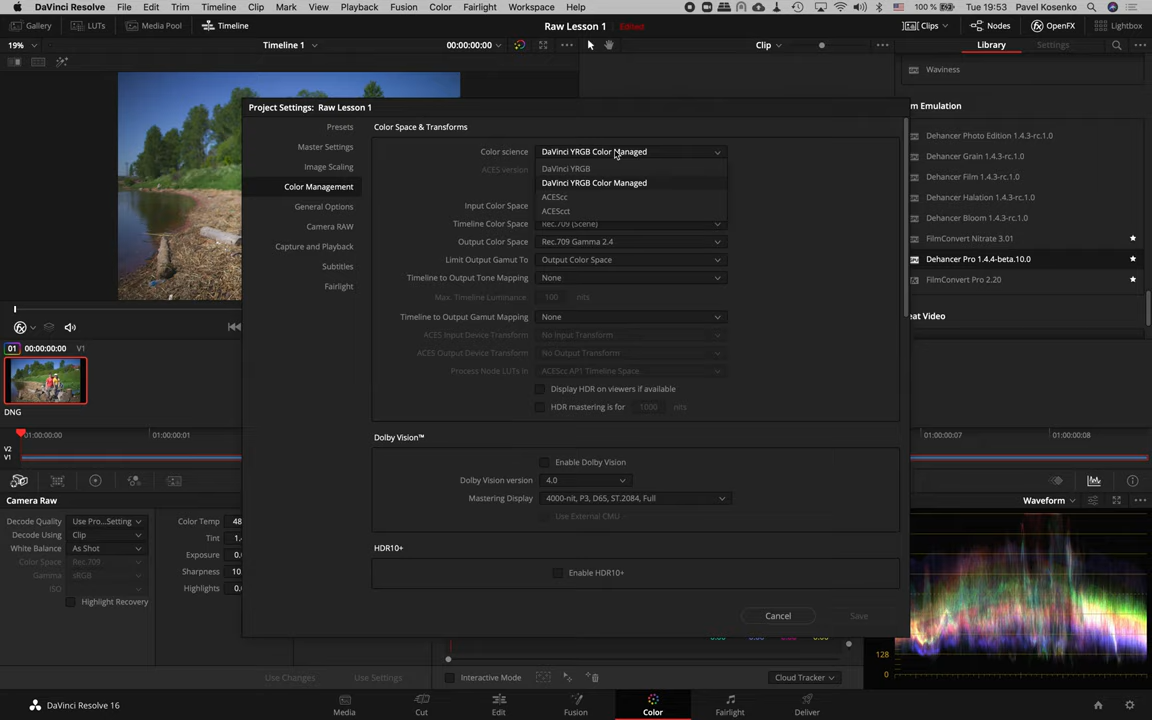 DaVinci Resolve File Edit Trim Timeline Clip Mark View Playback Fusion Color Fairlight Workspace Help 100 % Tue 19:53 Pavel Kosenko
Gallery LUTs Media Pool Timeline Raw Lesson 1 Edited Clips Nodes OpenFX Lightbox
19% Timeline 1 00:00:00:00 Clip Library Settings
Waviness
Project Settings: Raw Lesson 1
m Emulation
Presets
Master Settings
Image Scaling
Color Management
General Options
Camera RAW
Capture and Playback
Subtitles
Fairlight
Color Space & Transforms
Color science DaVinci YRGB Color Managed
DaVinci YRGB
DaVinci YRGB Color Managed
ACEScc
ACEScct
ACES version
Input Color Space
Timeline Color Space Rec.709 (Scene)
Output Color Space Rec.709 Gamma 2.4
Limit Output Gamut To Output Color Space
Timeline to Output Tone Mapping None
Max. Timeline Luminance 100 nits
Timeline to Output Gamut Mapping None
ACES Input Device Transform No Input Transform
ACES Output Device Transform No Output Transform
Process Node LUTs In ACEScc AP1 Timeline Space
Display HDR on viewers if available
HDR mastering is for 1000 nits
Dolby Vision™
Enable Dolby Vision
Dolby Vision version 4.0
Mastering Display 4000-nit, P3, D65, ST.2084, Full
Use External CMU
HDR10+
Enable HDR10+
Cancel Save
Dehancer Photo Edition 1.4.3-rc.1.0
Dehancer Grain 1.4.3-rc.1.0
Dehancer Film 1.4.3-rc.1.0
Dehancer Halation 1.4.3-rc.1.0
Dehancer Bloom 1.4.3-rc.1.0
FilmConvert Nitrate 3.01
Dehancer Pro 1.4.4-beta.10.0
FilmConvert Pro 2.20
eat Video
01 00:00:00:00 V1
DNG
01:00:00:00 01:00:00:01 01:00:00:07 01:00:00:08
V2
V1
Camera Raw
Decode Quality Use Pro...Setting
Decode Using Clip
White Balance As Shot
Color Space Rec.709
Gamma sRGB
ISO
Highlight Recovery
Color Temp 48
Tint 1.
Exposure 0.
Sharpness 10
Highlights 0.
Use Changes Use Settings
0.00 0.00 0.00 0.00
Interactive Mode Cloud Tracker
Waveform
128
0
DaVinci Resolve 16 Media Cut Edit Fusion Color Fairlight Deliver